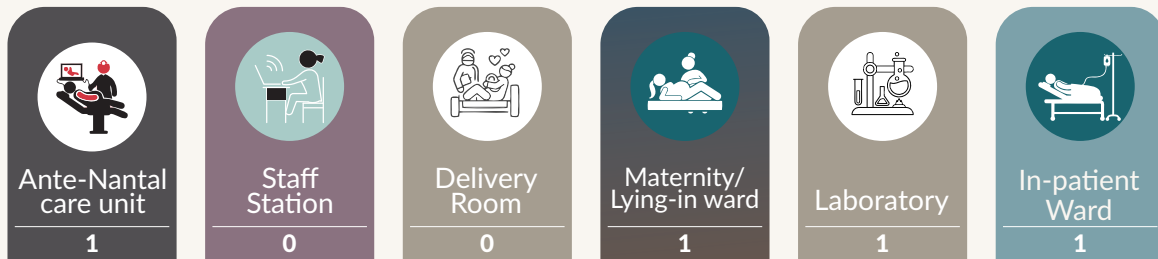 Ante-Nantal
care unit
1
Staff
Station
0
Delivery
Room
0
Maternity/
Lying-in ward
1
Laboratory
1
In-patient
Ward
1